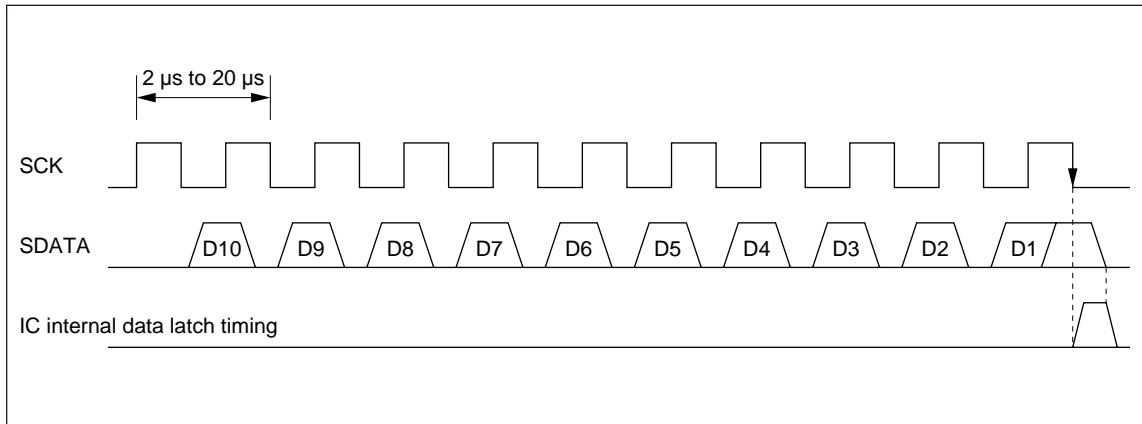 2 µs to 20 µs
SCK
SDATA
D10 D9 D8 D7 D6 D5 D4 D3 D2 D1
IC internal data latch timing